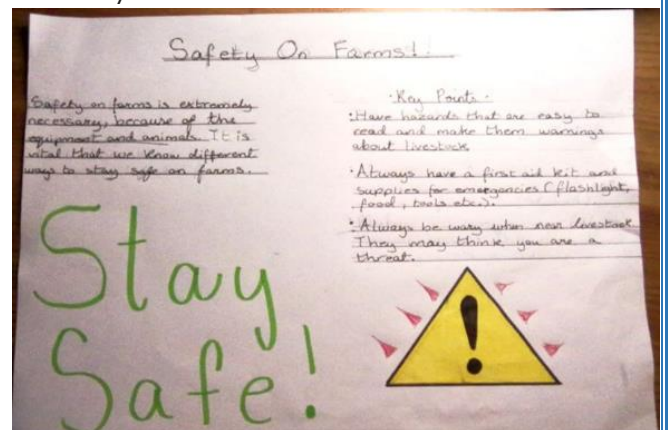 Safety On Farms!
Safety on farms is extremely
necessary, because of the
equipment and animals. It is
vital that we know different
ways to stay safe on farms.
Stay
Safe!
· Key Points ·
· Have hazards that are easy to
read and make them warnings
about livestock
· Always have a first aid kit and
supplies for emergencies (flashlight,
food, tools etc.).
· Always be wary when near livestock
They may think you are a
threat.
!